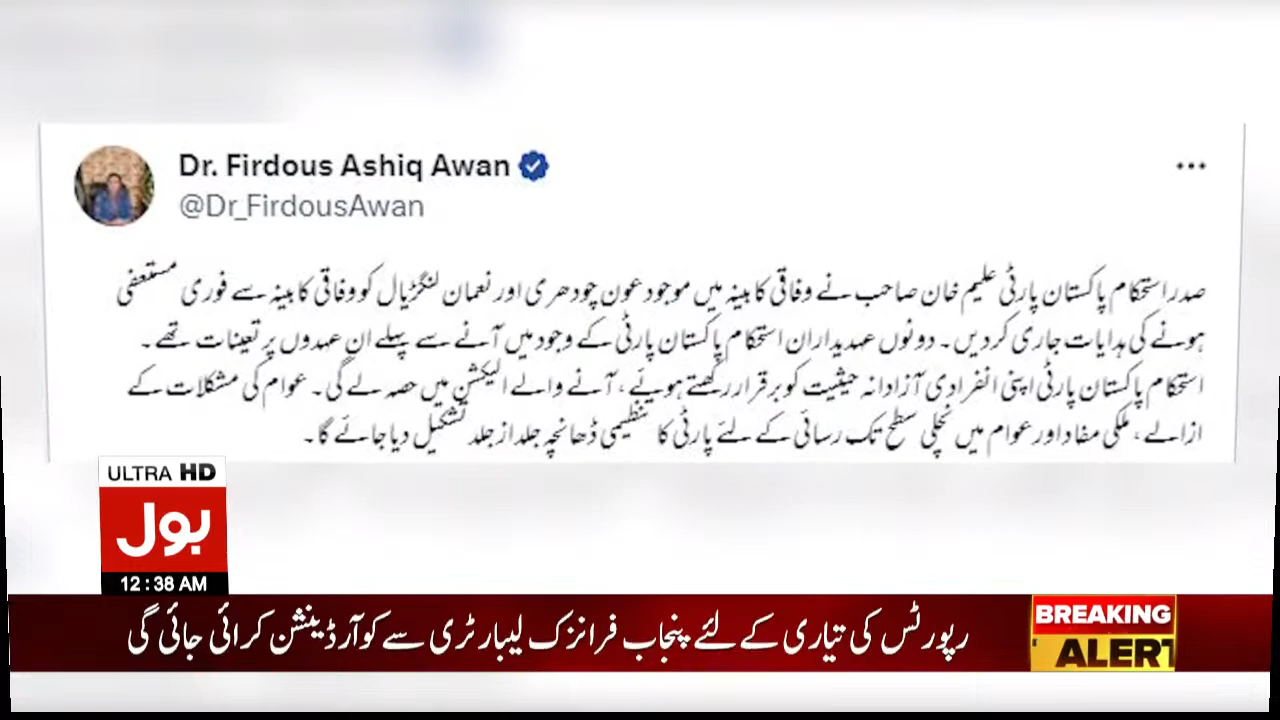 Dr. Firdous Ashiq Awan
@Dr_FirdousAwan
صدر استحکام پاکستان پارٹی علیم خان صاحب نے وفاقی کابینہ میں موجود عون چودھری اور نعمان لنگڑیال کو وفاقی کابینہ سے فوری مستعفی
ہونے کی ہدایات جاری کر دیں۔ دونوں عہدیداران استحکام پاکستان پارٹی کے وجود میں آنے سے پہلے ان عہدوں پر تعینات تھے۔
استحکام پاکستان پارٹی اپنی انفرادی آزادانہ حیثیت کو برقرار رکھتے ہوئے، آنے والے الیکشن میں حصہ لے گی۔ عوام کی مشکلات کے
ازالے، ملکی مفاد اور عوام میں نچلی سطح تک رسائی کے لئے پارٹی کا تنظیمی ڈھانچہ جلد از جلد تشکیل دیا جائے گا۔
ULTRA HD
بول
12:38 AM
رپورٹس کی تیاری کے لئے پنجاب فرانزک لیبارٹری سے کوآرڈینشن کرائی جائی گی
BREAKING
ALERT